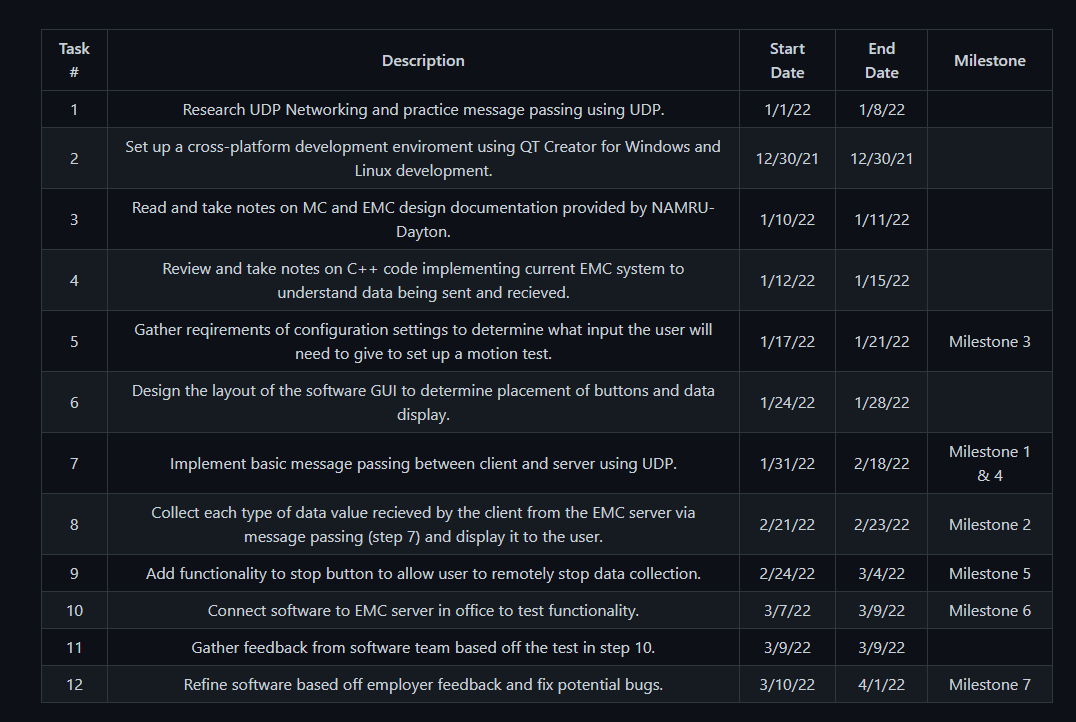 Task # Description Start Date End Date Milestone
1 Research UDP Networking and practice message passing using UDP. 1/1/22 1/8/22
2 Set up a cross-platform development enviroment using QT Creator for Windows and
Linux development. 12/30/21 12/30/21
3 Read and take notes on MC and EMC design documentation provided by NAMRU-
Dayton. 1/10/22 1/11/22
4 Review and take notes on C++ code implementing current EMC system to
understand data being sent and recieved. 1/12/22 1/15/22
5 Gather reqirements of configuration settings to determine what input the user will
need to give to set up a motion test. 1/17/22 1/21/22 Milestone 3
6 Design the layout of the software GUI to determine placement of buttons and data
display. 1/24/22 1/28/22
7 Implement basic message passing between client and server using UDP. 1/31/22 2/18/22 Milestone 1
& 4
8 Collect each type of data value recieved by the client from the EMC server via
message passing (step 7) and display it to the user. 2/21/22 2/23/22 Milestone 2
9 Add functionality to stop button to allow user to remotely stop data collection. 2/24/22 3/4/22 Milestone 5
10 Connect software to EMC server in office to test functionality. 3/7/22 3/9/22 Milestone 6
11 Gather feedback from software team based off the test in step 10. 3/9/22 3/9/22
12 Refine software based off employer feedback and fix potential bugs. 3/10/22 4/1/22 Milestone 7